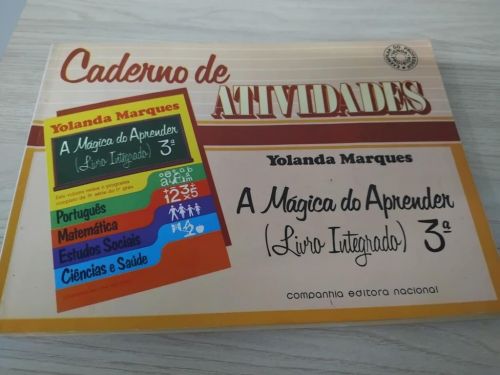 Caderno de
ATIVIDADES
Yolanda Marques
A Mágica do Aprender
(Livro Integrado) 3ª
Português
Matemática
Estudos Sociais
Ciências e Saúde
Yolanda Marques
A Mágica do Aprender
(Livro Integrado) 3ª
companhia editora nacional